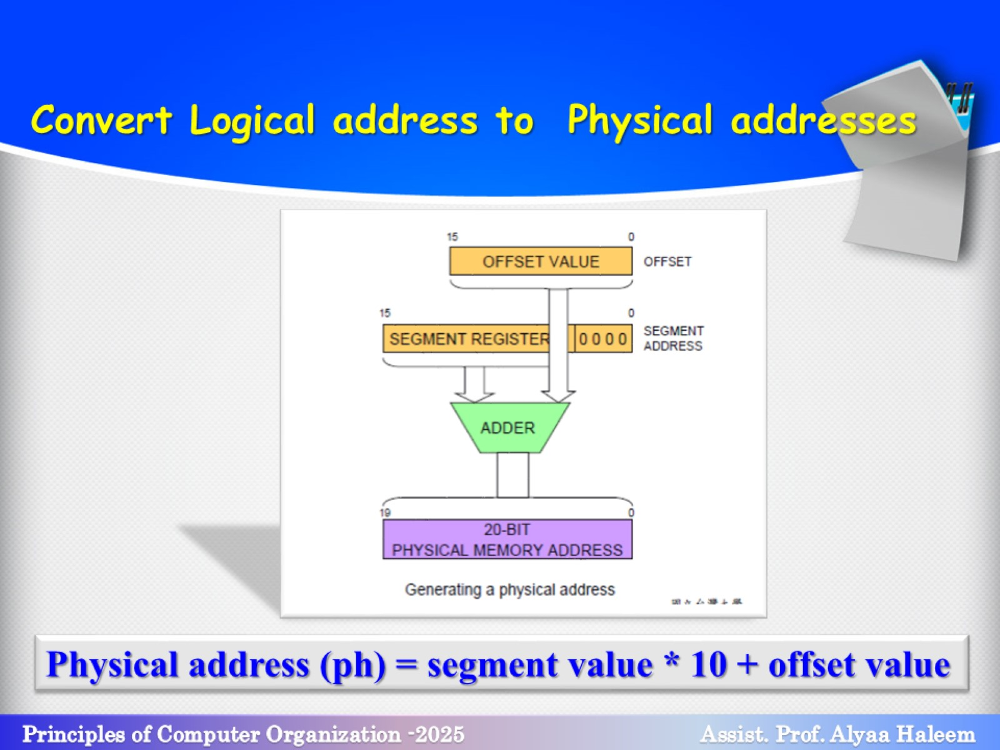 Convert Logical address to Physical addresses
15 0
OFFSET VALUE OFFSET
15 0
SEGMENT REGISTER 0 0 0 0 SEGMENT ADDRESS
ADDER
19 0
20-BIT
PHYSICAL MEMORY ADDRESS
Generating a physical address
Physical address (ph) = segment value * 10 + offset value
Principles of Computer Organization -2025 Assist. Prof. Alyaa Haleem